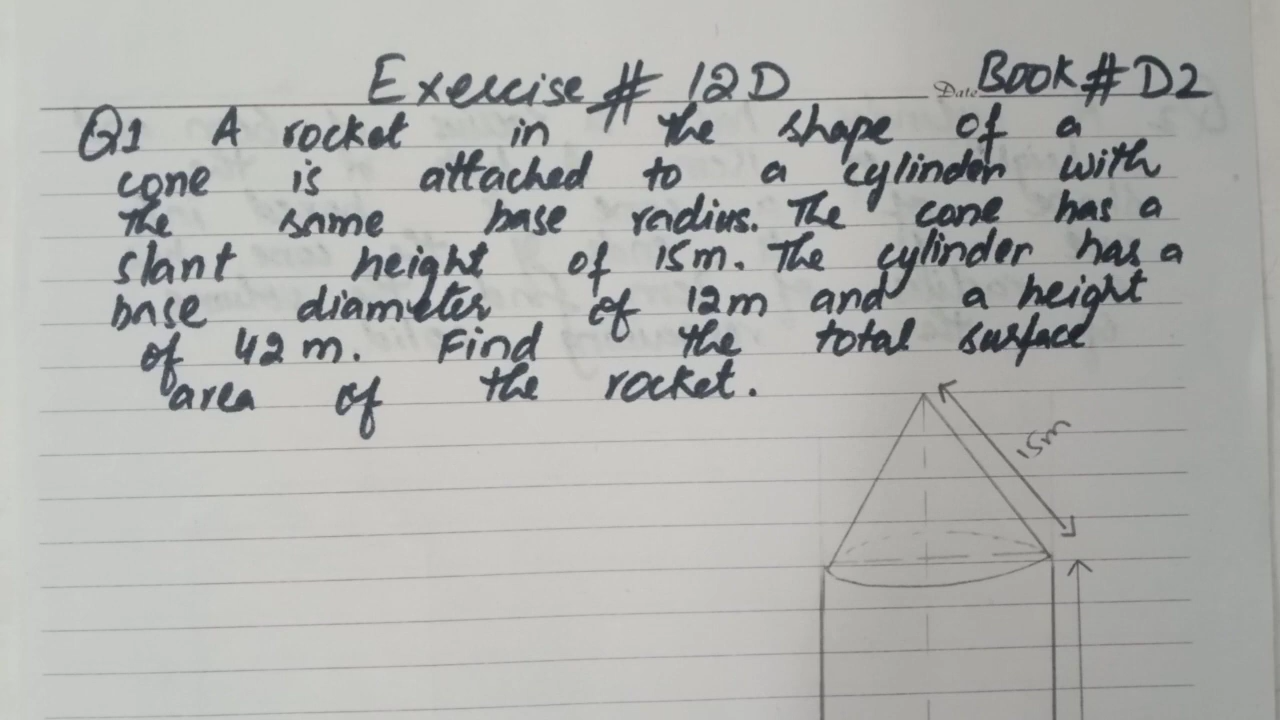 Exercise # 12D Date Book # D2
Q1 A rocket in the shape of a
cone is attached to a cylinder with
the same base radius. The cone has a
slant height of 15m. The cylinder has a
base diameter of 12m and a height
of 42m. Find the total surface
area of the rocket.
15m